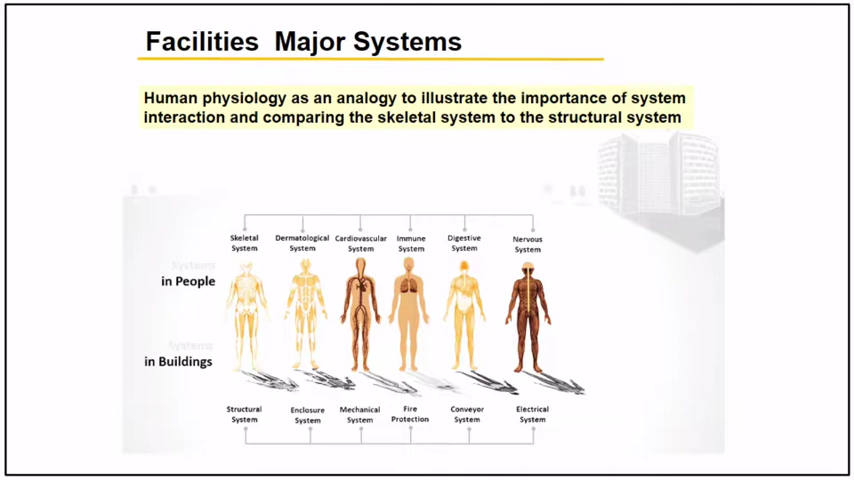 Facilities Major Systems
Human physiology as an analogy to illustrate the importance of system
interaction and comparing the skeletal system to the structural system
Skeletal System
Dermatological System
Cardiovascular System
Immune System
Digestive System
Nervous System
Systems
in People
Systems
in Buildings
Structural System
Enclosure System
Mechanical System
Fire Protection
Conveyor System
Electrical System